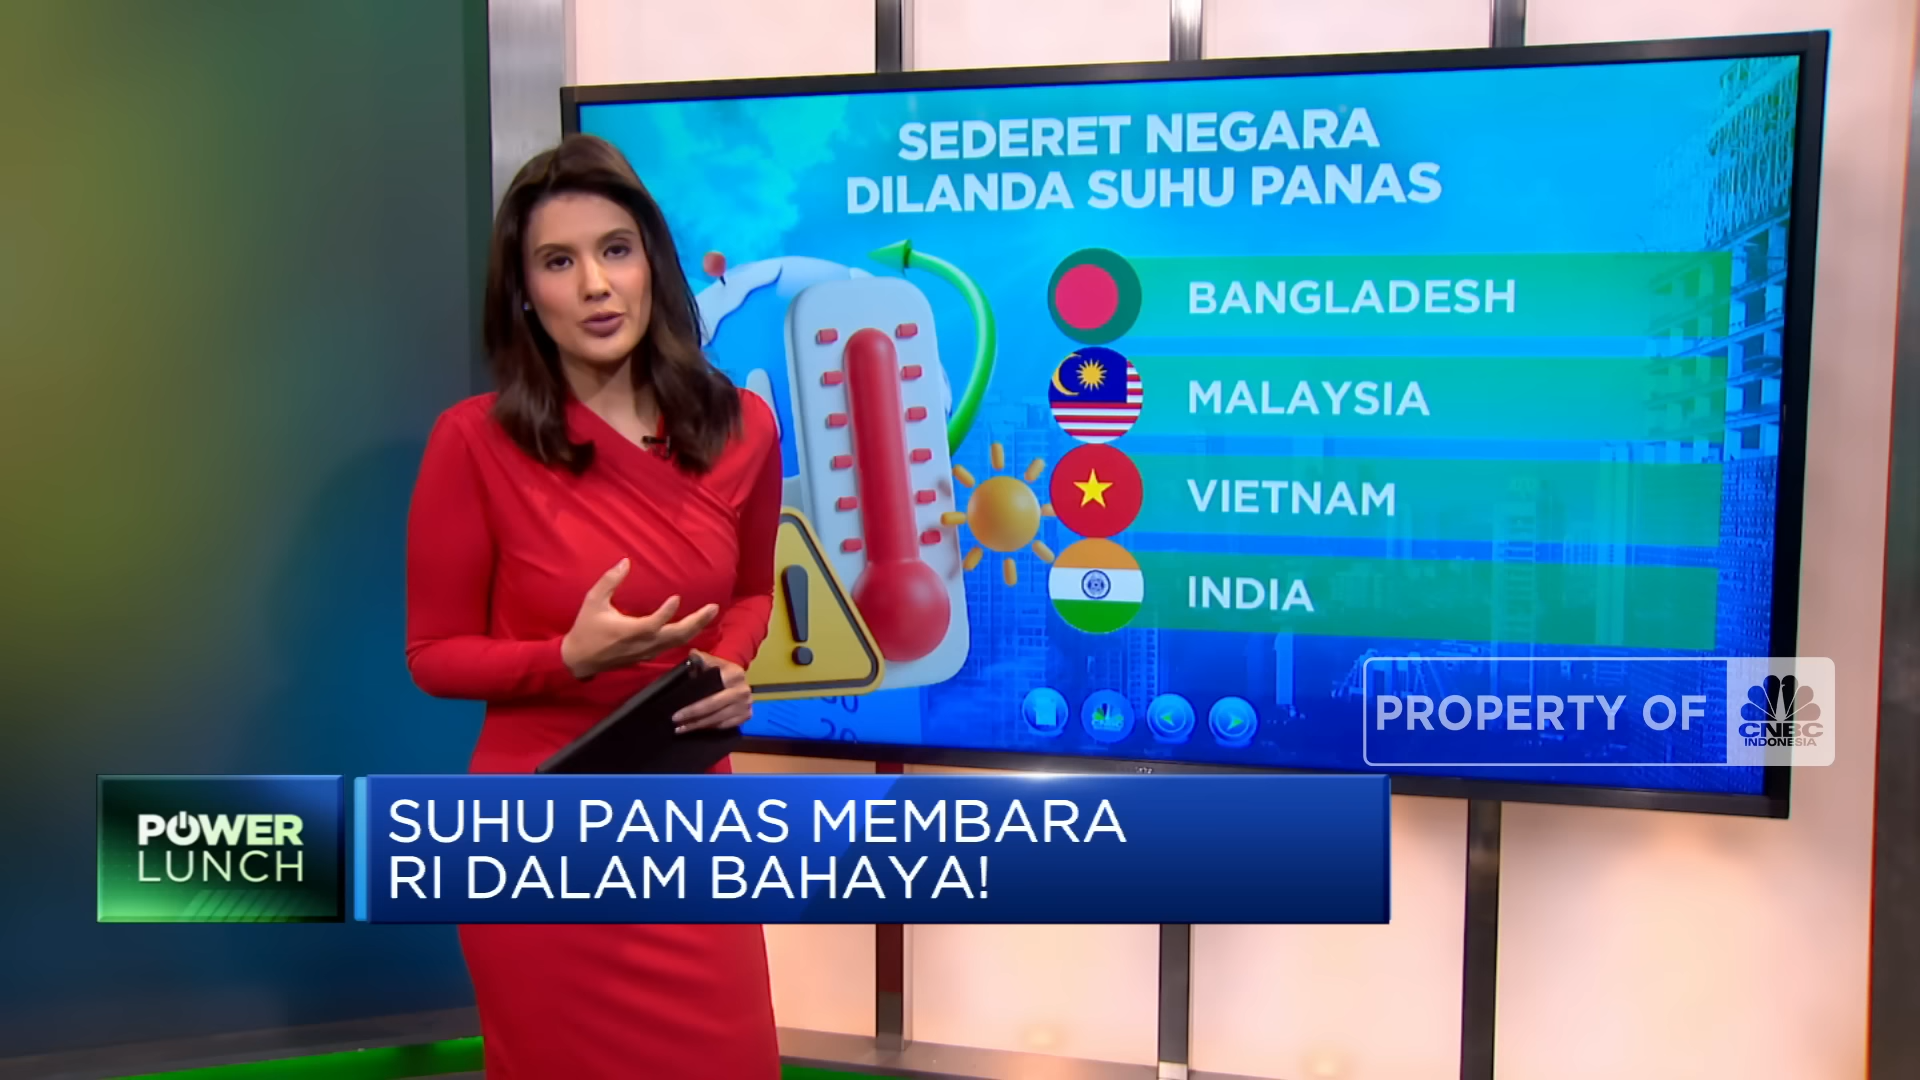 SEDERET NEGARA
DILANDA SUHU PANAS
BANGLADESH
MALAYSIA
VIETNAM
INDIA
PROPERTY OF
CNBC
INDONESIA
POWER
LUNCH
SUHU PANAS MEMBARA
RI DALAM BAHAYA!